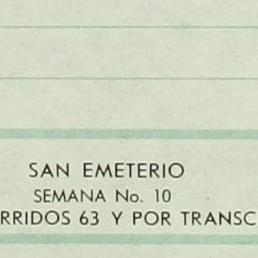 SAN EMETERIO
SEMANA No. 10
RRIDOS 63 Y POR TRANSC